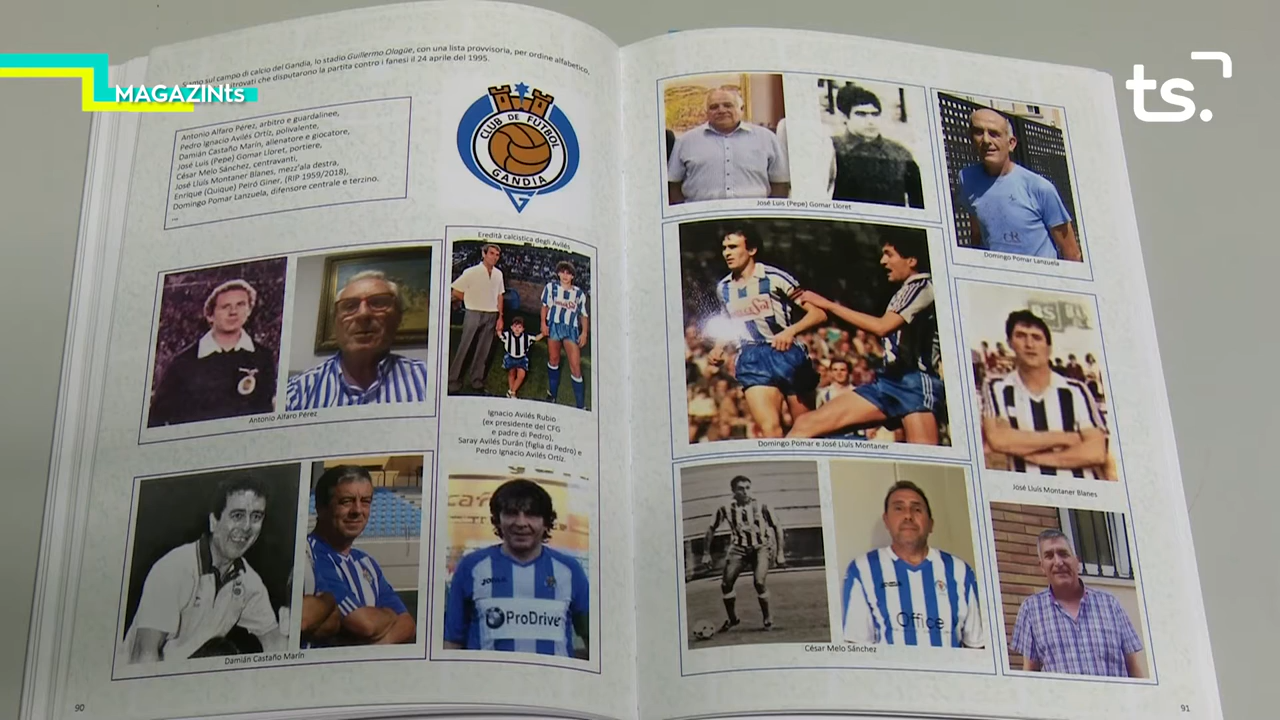 MAGAZINts
ts.
sul campo di calcio del Gandia, lo stadio Guillermo Olagüe, con una lista provvisoria, per ordine alfabetico,
che disputarono la partita contro i fanesi il 24 aprile del 1995.
Antonio Alfaro Pérez, arbitro e guardalinee,
Pedro Ignacio Avilés Ortíz, polivalente,
Damián Castaño Marín, allenatore e giocatore,
José Luis (Pepe) Gomar Lloret, portiere,
César Melo Sánchez, centravanti,
José Lluís Montaner Blanes, mezz'ala destra,
Enrique (Quique) Peiró Giner, (RIP 1959/2018),
Domingo Pomar Lanzuela, difensore centrale e terzino.
CLUB DE FUTBOL
GANDIA
G
Antonio Alfaro Pérez
Eredità calcistica degli Avilés
Ignacio Avilés Rubio
(ex presidente del CFG
e padre di Pedro),
Saray Avilés Durán (figlia di Pedro) e
Pedro Ignacio Avilés Ortíz.
Damián Castaño Marín
JOMA
ProDrive
90
José Luis (Pepe) Gomar Lloret
Domingo Pomar Lanzuela
Domingo Pomar e José Lluís Montaner
José Lluís Montaner Blanes
Office
César Melo Sánchez
91